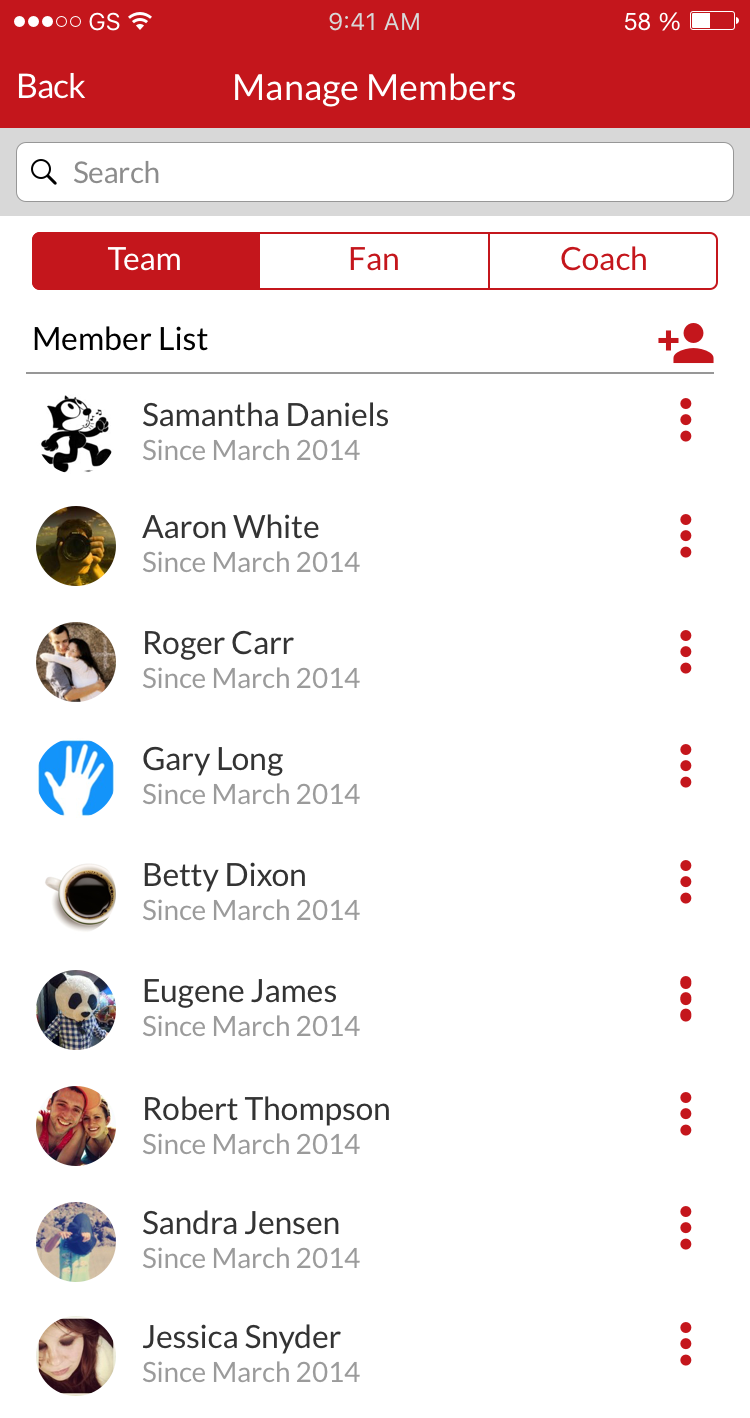 GS 9:41 AM 58 %
Back Manage Members
Search
Team Fan Coach
Member List
Samantha Daniels
Since March 2014
Aaron White
Since March 2014
Roger Carr
Since March 2014
Gary Long
Since March 2014
Betty Dixon
Since March 2014
Eugene James
Since March 2014
Robert Thompson
Since March 2014
Sandra Jensen
Since March 2014
Jessica Snyder
Since March 2014